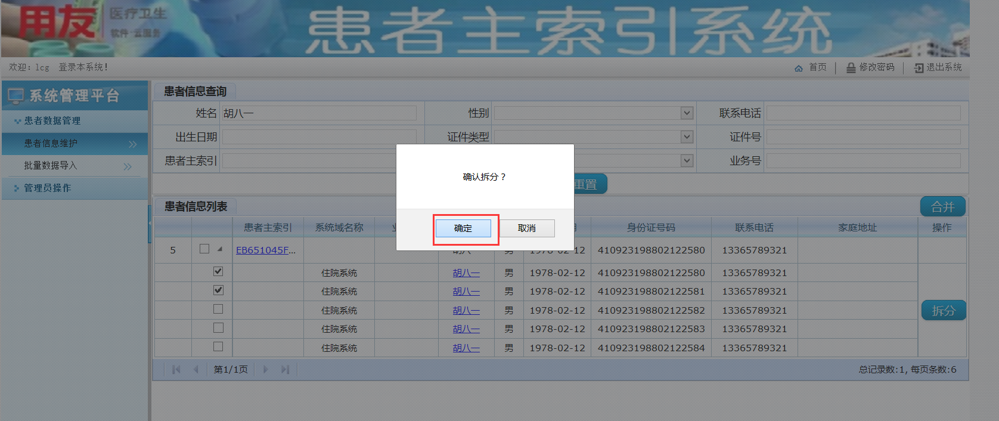 用友 医疗卫生
软件·云服务
患者主索引系统
欢迎: lcg 登录本系统!
首页 | 修改密码 | 退出系统
系统管理平台
患者数据管理
患者信息维护
批量数据导入
管理员操作
患者信息查询
姓名 胡八一 性别 联系电话
出生日期 证件类型 证件号
患者主索引 业务号
重置
确认拆分？
确定 取消
患者信息列表 合并
患者主索引 系统域名称 身份证号码 联系电话 家庭地址 操作
5 EB651045F... 胡八一 男 1978-02-12 410923198802122580 13365789321
住院系统 胡八一 男 1978-02-12 410923198802122580 13365789321
住院系统 胡八一 男 1978-02-12 410923198802122581 13365789321
住院系统 胡八一 男 1978-02-12 410923198802122582 13365789321
拆分
住院系统 胡八一 男 1978-02-12 410923198802122583 13365789321
住院系统 胡八一 男 1978-02-12 410923198802122584 13365789321
第1/1页
总记录数:1, 每页条数:6